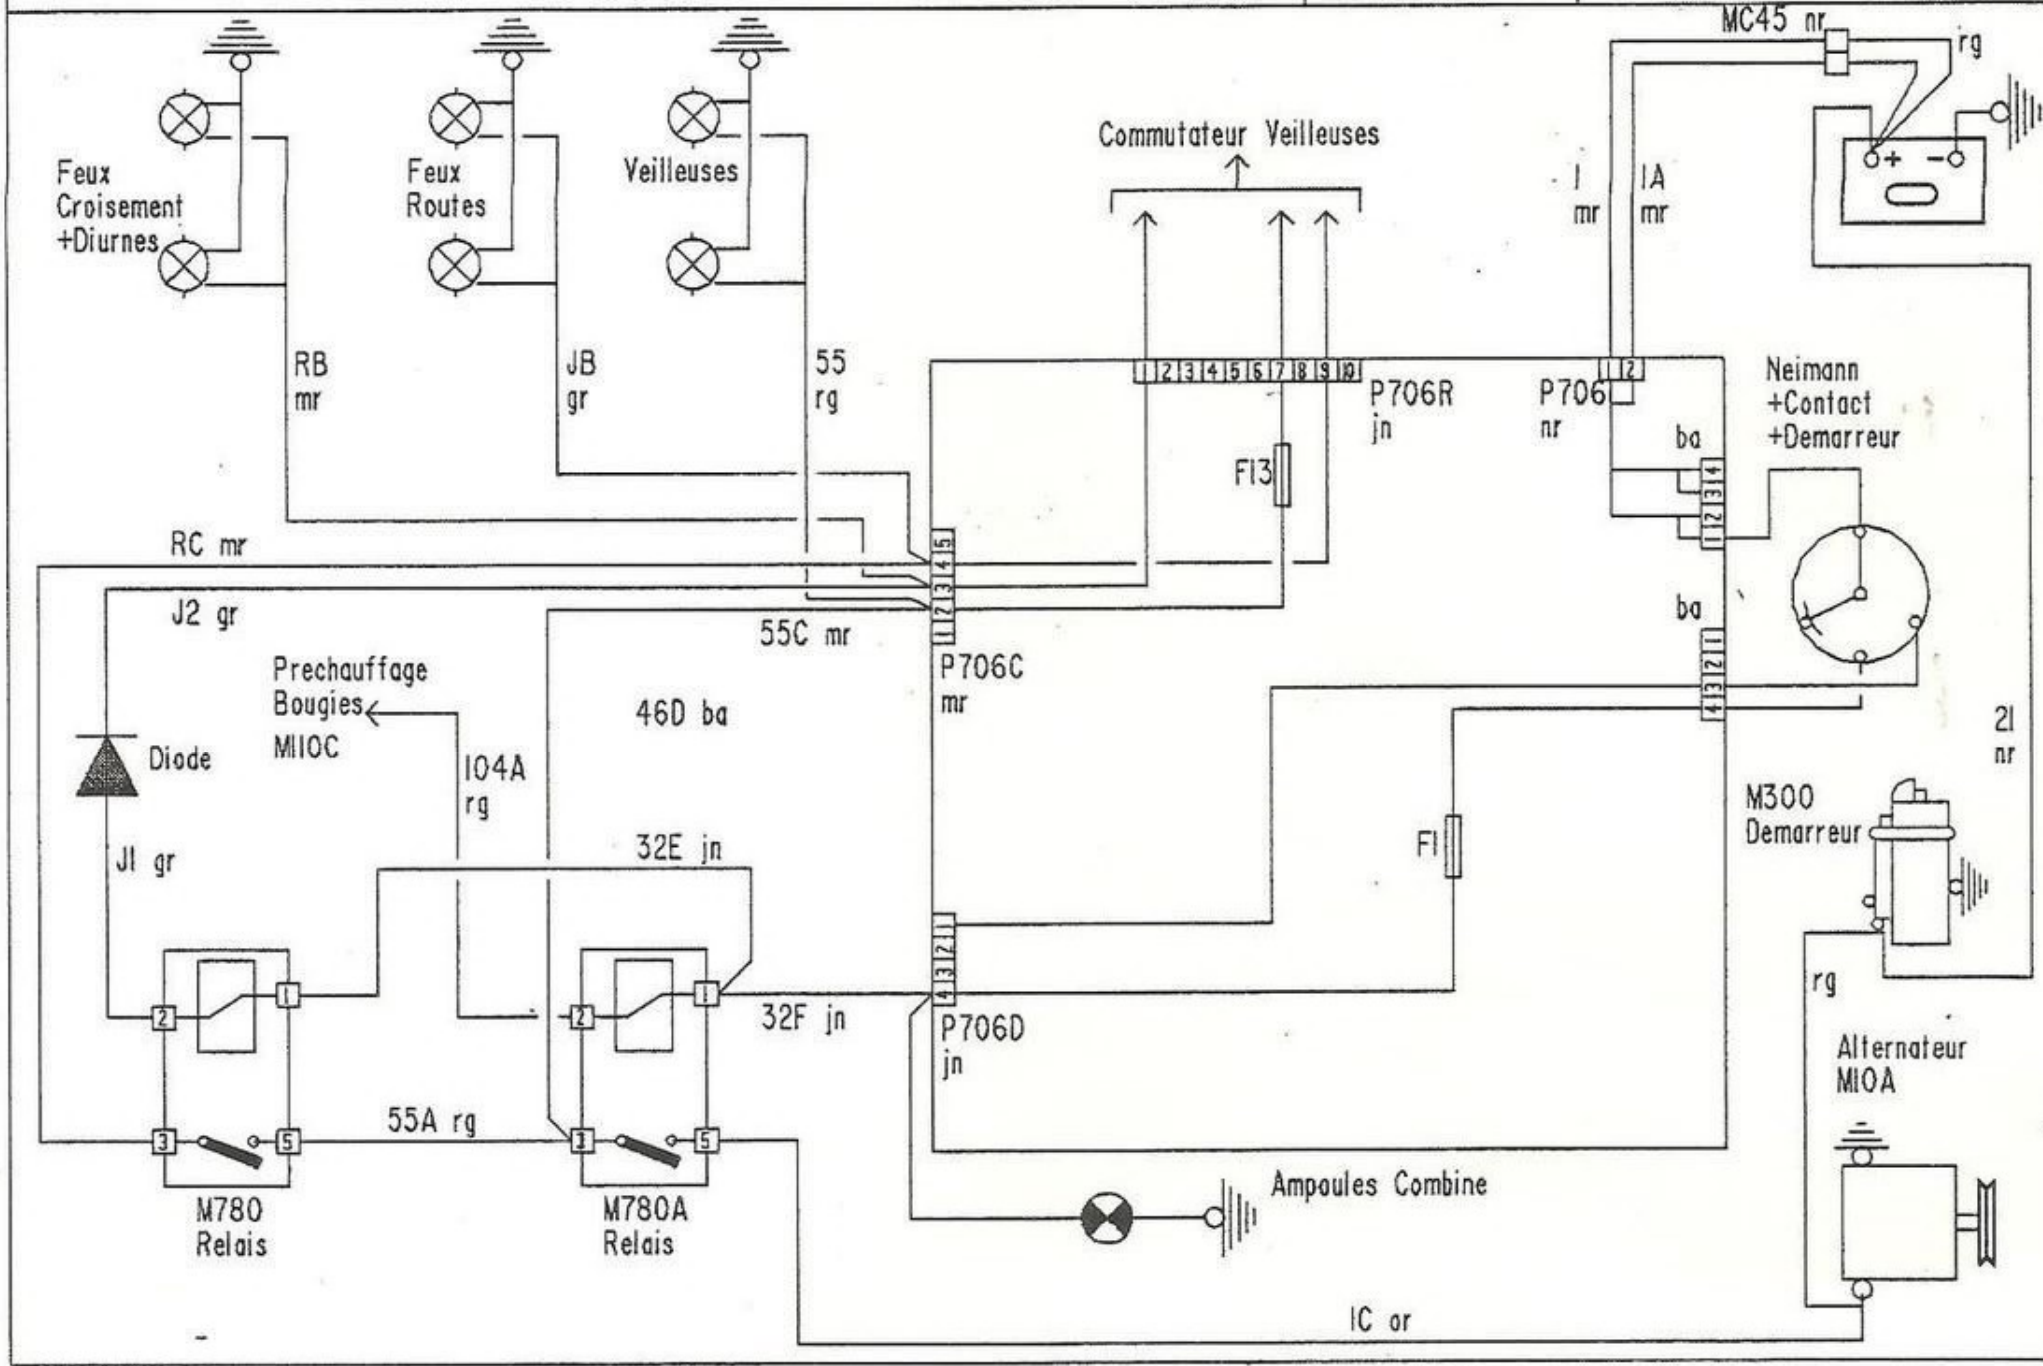 MC45 nr
rg
Commutateur Veilleuses
+ -
Feux
Croisement
+Diurnes
Feux
Routes
Veilleuses
1
mr
1A
mr
RB
mr
JB
gr
55
rg
1 2 3 4 5 6 7 8 9 10
P706R
jn
1 2
P706
nr
Neimann
+Contact
+Demarreur
ba
4
3
2
1
F13
RC mr
5
4
3
2
1
J2 gr
55C mr
P706C
mr
ba
1
2
3
4
Prechauffage
Bougies
M110C
46D ba
21
nr
Diode
104A
rg
M300
Demarreur
J1 gr
32E jn
F1
1
2
3
4
2
1
2
1
32F jn
P706D
jn
rg
Alternateur
M10A
3
5
55A rg
3
5
M780
Relais
M780A
Relais
Ampoules Combine
1C or